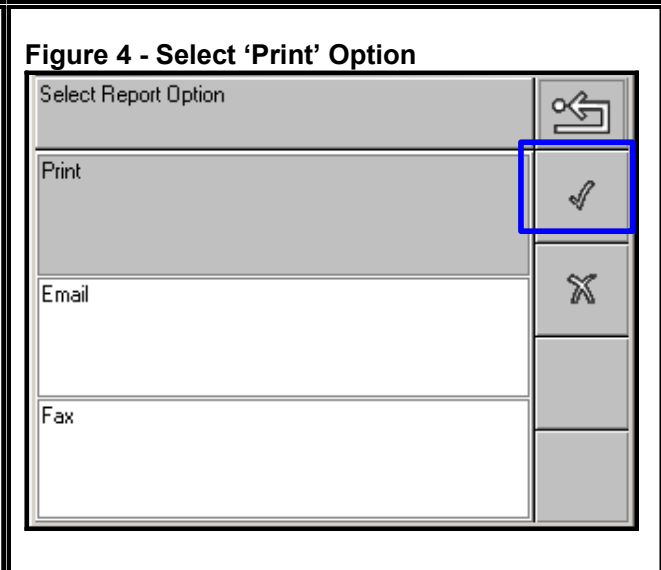 Figure 4 - Select ‘Print’ Option
Select Report Option
Print
Email
Fax